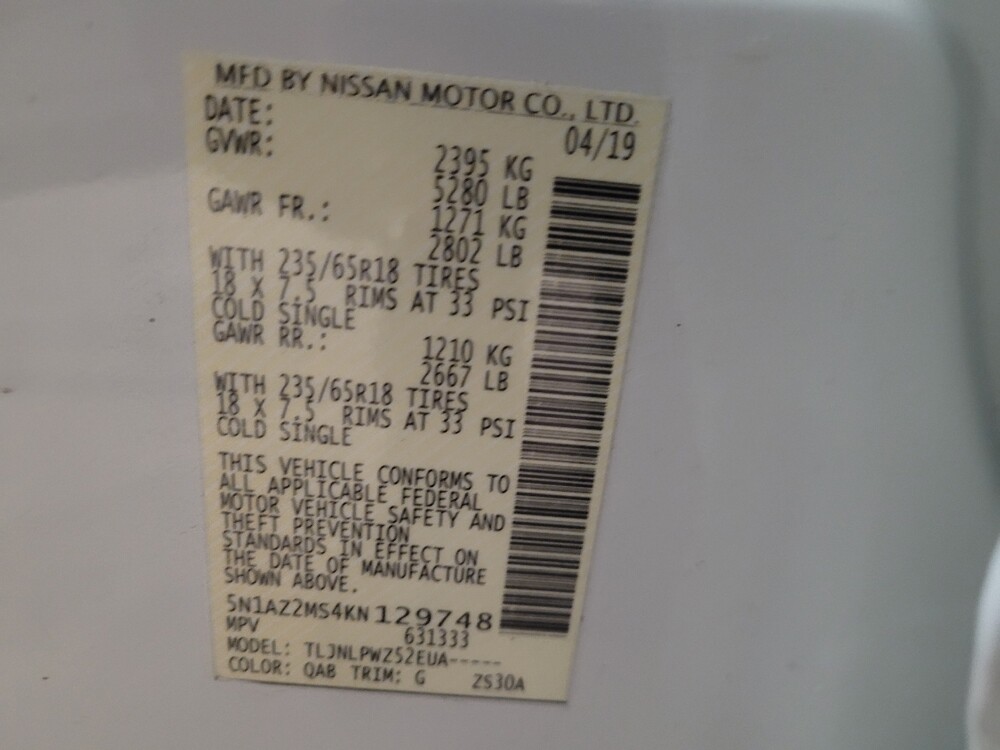 MFD BY NISSAN MOTOR CO., LTD.
DATE: 04/19
GVWR: 2395 KG
5280 LB
GAWR FR.: 1271 KG
2802 LB
WITH 235/65R18 TIRES
18 X 7.5 RIMS AT 33 PSI
COLD SINGLE
GAWR RR.: 1210 KG
2667 LB
WITH 235/65R18 TIRES
18 X 7.5 RIMS AT 33 PSI
COLD SINGLE
THIS VEHICLE CONFORMS TO
ALL APPLICABLE FEDERAL
MOTOR VEHICLE SAFETY AND
THEFT PREVENTION
STANDARDS IN EFFECT ON
THE DATE OF MANUFACTURE
SHOWN ABOVE.
5N1AZ2MS4KN129748
MPV 631333
MODEL: TLJNLPWZ52EUA-----
COLOR: QAB TRIM: G ZS30A